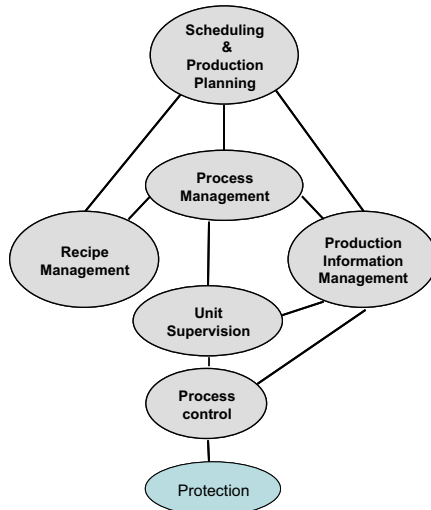 Scheduling
&
Production
Planning
Process
Management
Recipe
Management
Production
Information
Management
Unit
Supervision
Process
control
Protection